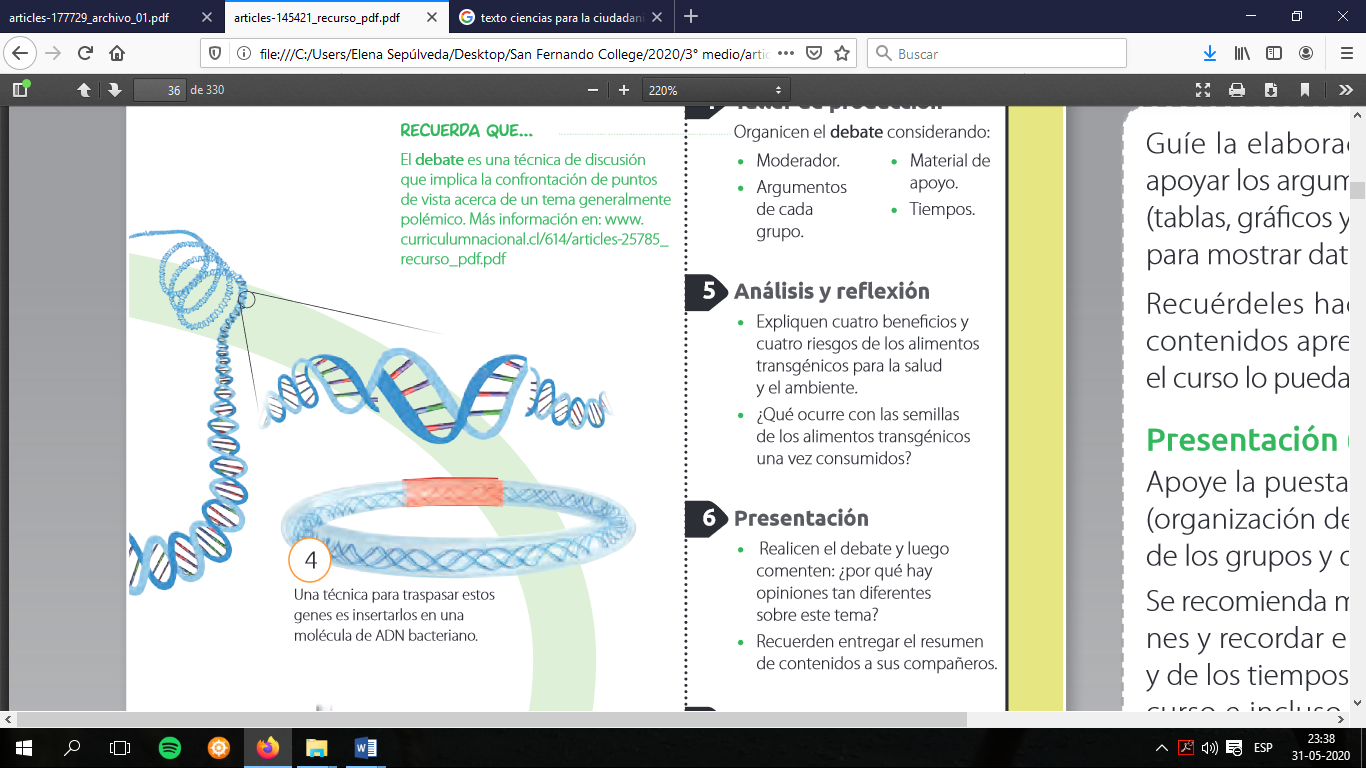 articles-177729_archivo_01.pdf
articles-145421_recurso_pdf.pdf
texto ciencias para la ciudadaní
file:///C:/Users/Elena Sepúlveda/Desktop/San Fernando College/2020/3° medio/artic
Buscar
36 de 330
220%
RECUERDA QUE...
El debate es una técnica de discusión
que implica la confrontación de puntos
de vista acerca de un tema generalmente
polémico. Más información en: www.
curriculumnacional.cl/614/articles-25785_
recurso_pdf.pdf
4
Una técnica para traspasar estos
genes es insertarlos en una
molécula de ADN bacteriano.
Taller de producción
Organicen el debate considerando:
• Moderador.
• Argumentos
de cada
grupo.
• Material de
apoyo.
• Tiempos.
5 Análisis y reflexión
• Expliquen cuatro beneficios y
cuatro riesgos de los alimentos
transgénicos para la salud
y el ambiente.
• ¿Qué ocurre con las semillas
de los alimentos transgénicos
una vez consumidos?
6 Presentación
• Realicen el debate y luego
comenten: ¿por qué hay
opiniones tan diferentes
sobre este tema?
• Recuerden entregar el resumen
de contenidos a sus compañeros.
Guíe la elabora
apoyar los argum
(tablas, gráficos y
para mostrar dat
Recuérdeles hac
contenidos apre
el curso lo pueda
Presentación (
Apoye la puesta
(organización de
de los grupos y c
Se recomienda m
nes y recordar e
y de los tiempos
curso e incluso
ESP
23:38
31-05-2020